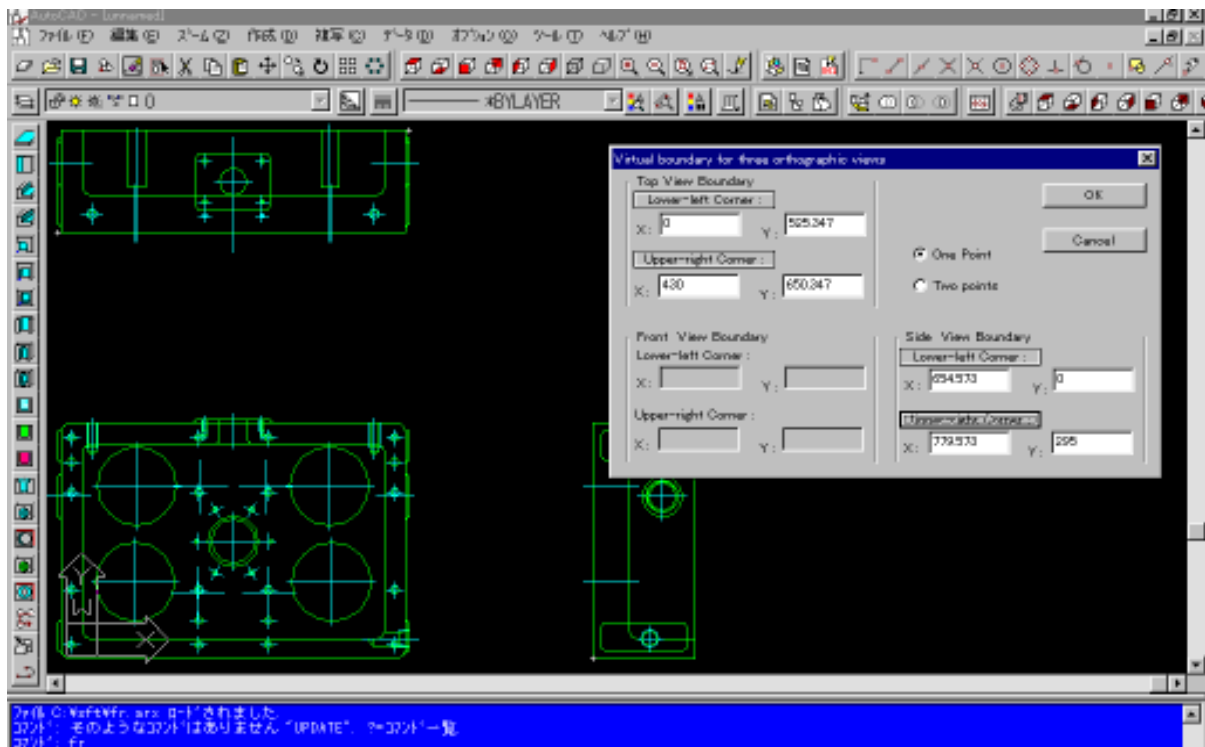 AutoCAD - [unnamed]
ファイル(F) 編集(E) ズーム(Z) 作成(D) 複写(C) データ(D) オプション(O) ツール(T) ヘルプ(H)
0
*BYLAYER
Virtual boundary for three orthographic views
Top View Boundary
Lower-left Corner :
X: 0 Y: 525.347
Upper-right Corner :
X: 430 Y: 650.347
OK
Cancel
One Point
Two points
Front View Boundary
Lower-left Corner :
X: Y:
Upper-right Corner :
X: Y:
Side View Boundary
Lower-left Corner :
X: 654.573 Y: 0
Upper-right Corner :
X: 779.573 Y: 295
Y
W
X
ファイル C:¥xft¥fr.arx ロードされました
コマンド: そのようなコマンドはありません "UPDATE". ?=コマンド一覧
コマンド: fr